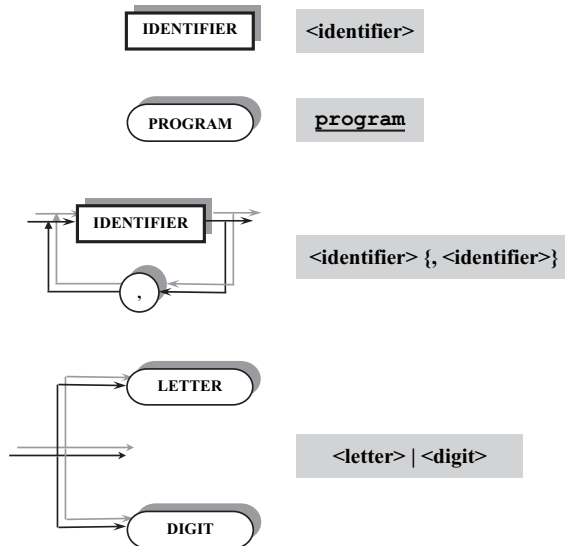 IDENTIFIER <identifier>
PROGRAM program
IDENTIFIER
<identifier> {, <identifier>}
,
LETTER
<letter> | <digit>
DIGIT